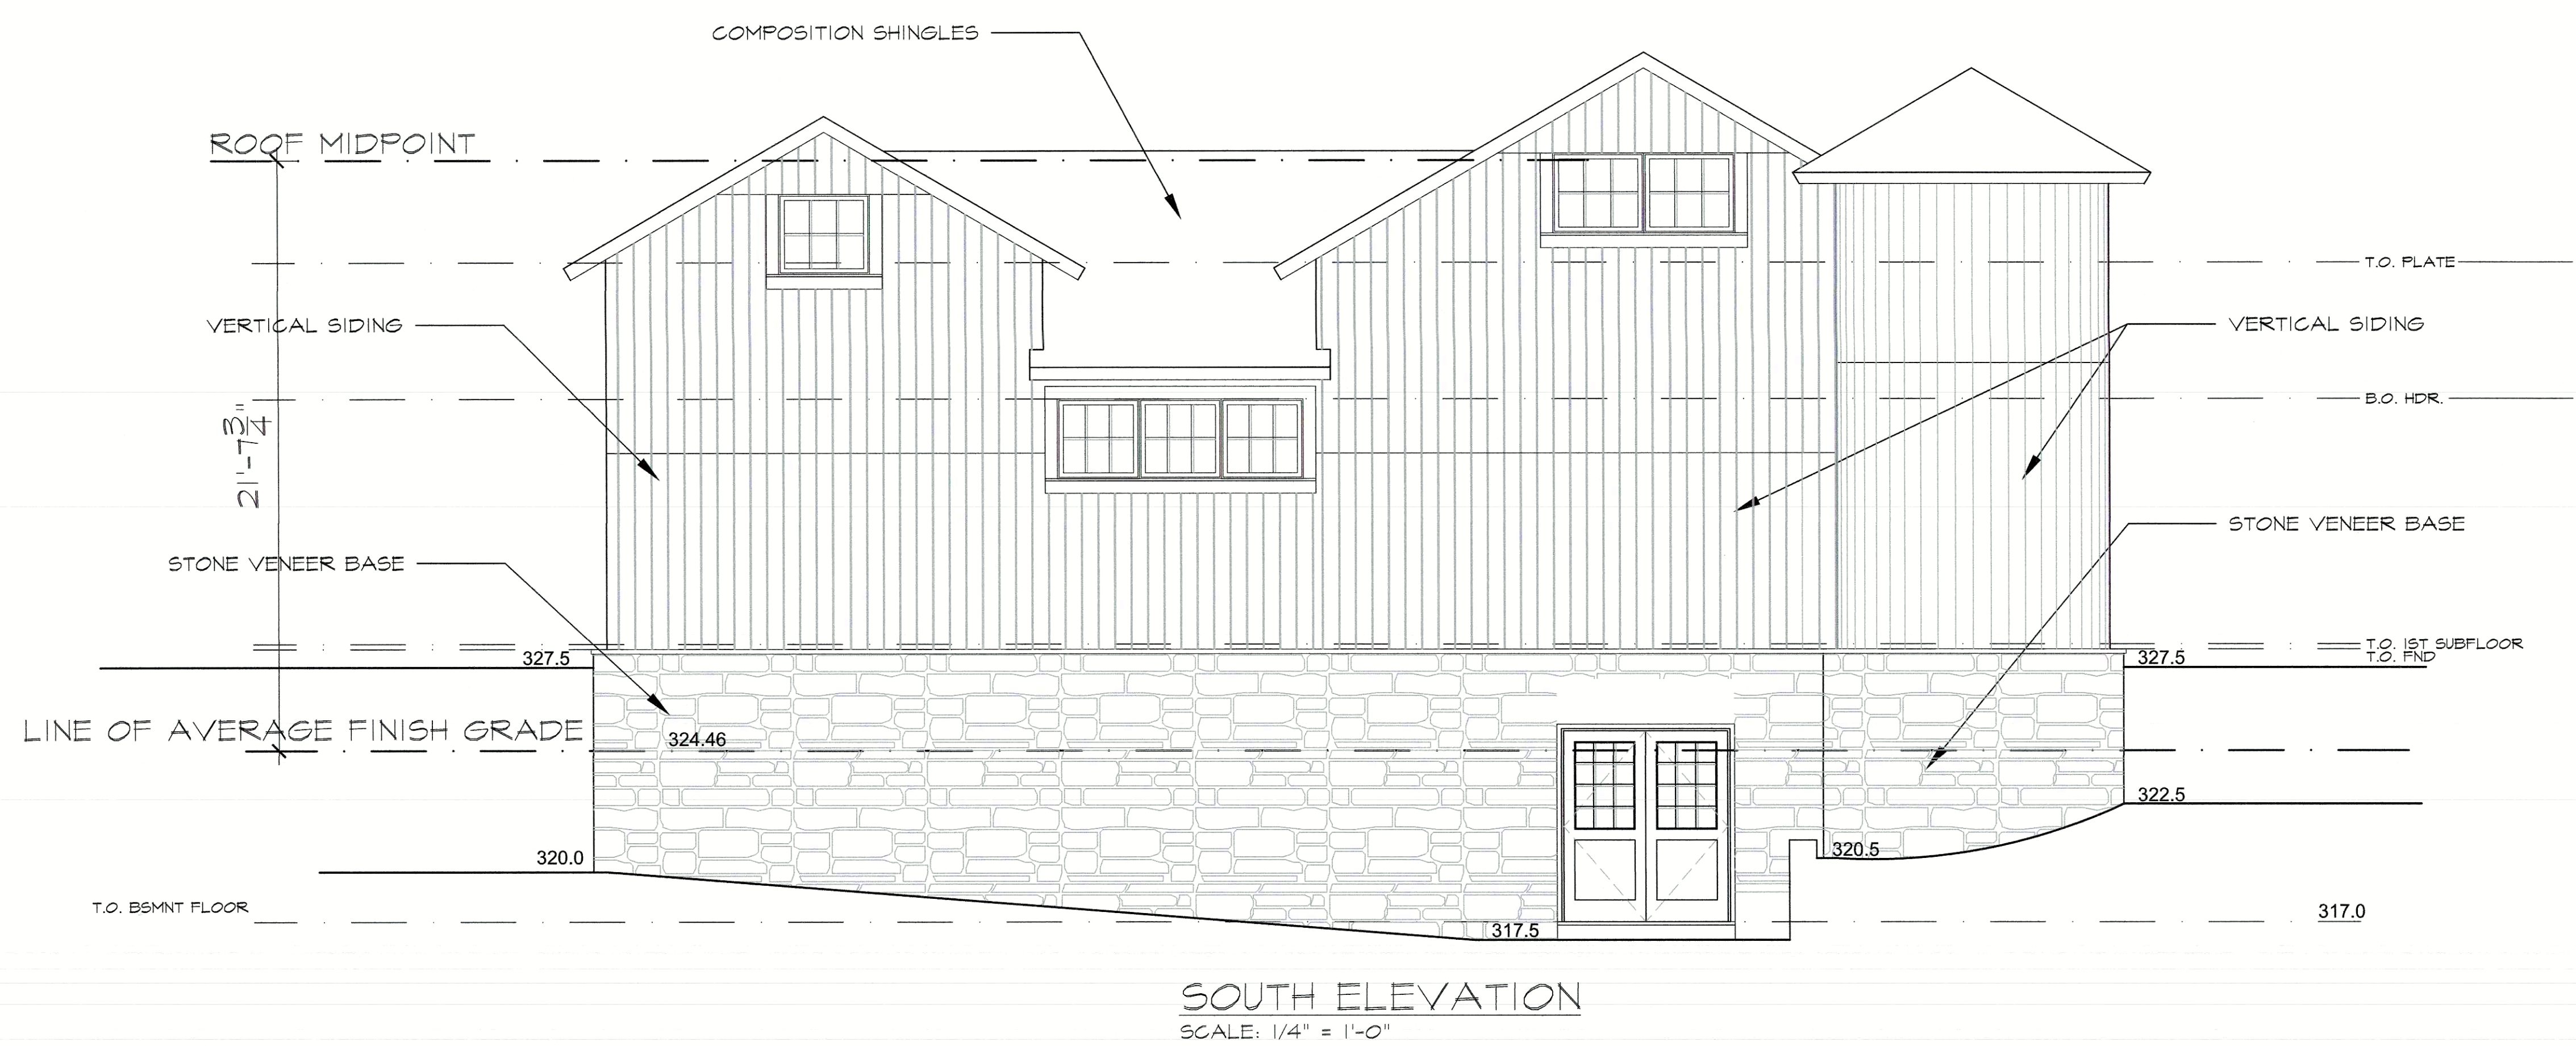 COMPOSITION SHINGLES
ROOF MIDPOINT
T.O. PLATE
VERTICAL SIDING
VERTICAL SIDING
B.O. HDR.
21'-7 3/4"
STONE VENEER BASE
STONE VENEER BASE
T.O. 1ST SUBFLOOR
T.O. FND
327.5
327.5
LINE OF AVERAGE FINISH GRADE
324.46
322.5
320.0
320.5
T.O. BSMNT FLOOR
317.0
317.5
SOUTH ELEVATION
SCALE: 1/4" = 1'-0"